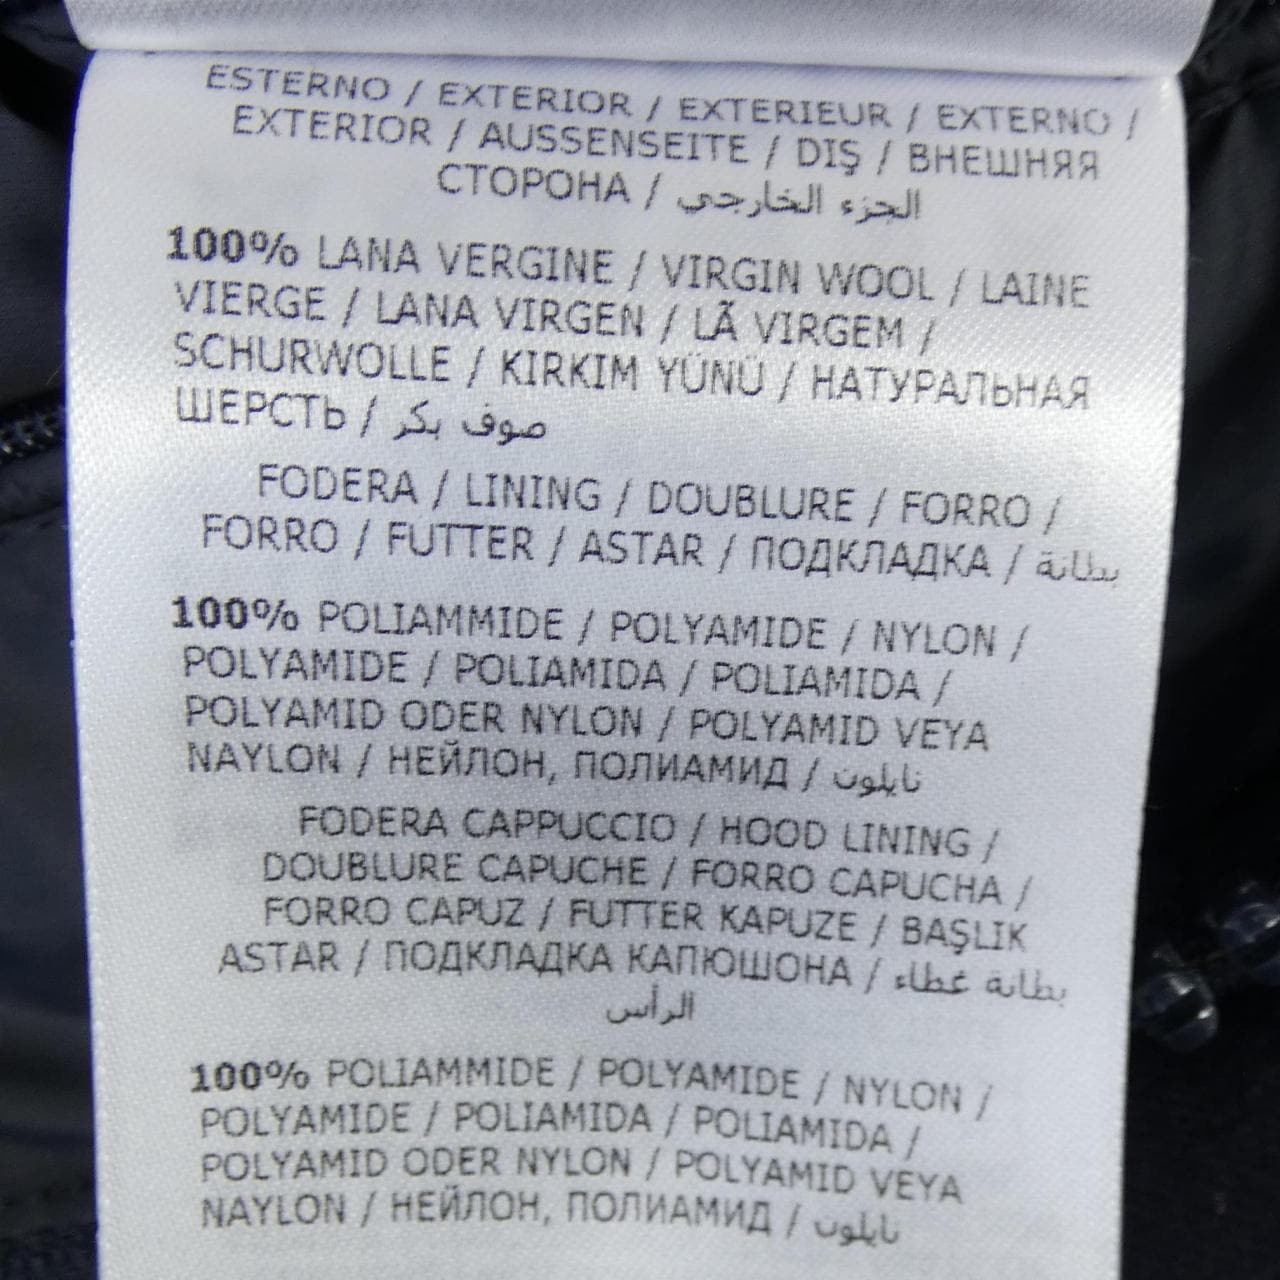 ESTERNO / EXTERIOR / EXTERIEUR / EXTERNO /
EXTERIOR / AUSSENSEITE / DIŞ / ВНЕШНЯЯ
СТОРОНА / الجزء الخارجي
100% LANA VERGINE / VIRGIN WOOL / LAINE
VIERGE / LANA VIRGEN / LÃ VIRGEM /
SCHURWOLLE / KIRKIM YÜNÜ / НАТУРАЛЬНАЯ
ШЕРСТЬ / صوف بكر
FODERA / LINING / DOUBLURE / FORRO /
FORRO / FUTTER / ASTAR / ПОДКЛАДКА / بطانة
100% POLIAMMIDE / POLYAMIDE / NYLON /
POLYAMIDE / POLIAMIDA / POLIAMIDA /
POLYAMID ODER NYLON / POLYAMID VEYA
NAYLON / НЕЙЛОН, ПОЛИАМИД / نايلون
FODERA CAPPUCCIO / HOOD LINING /
DOUBLURE CAPUCHE / FORRO CAPUCHA /
FORRO CAPUZ / FUTTER KAPUZE / BAŞLIK
ASTAR / ПОДКЛАДКА КАПЮШОНА / بطانة غطاء
الرأس
100% POLIAMMIDE / POLYAMIDE / NYLON /
POLYAMIDE / POLIAMIDA / POLIAMIDA /
POLYAMID ODER NYLON / POLYAMID VEYA
NAYLON / НЕЙЛОН, ПОЛИАМИД / نايلون